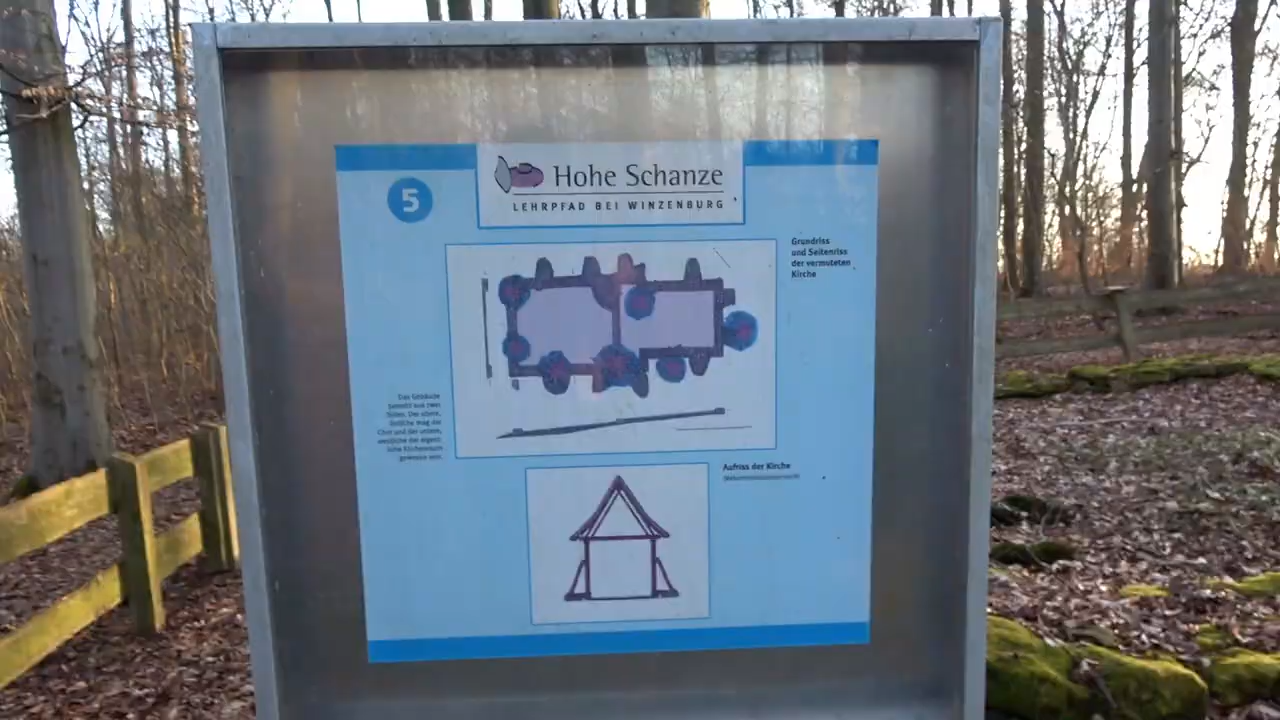 Hohe Schanze
LEHRPFAD BEI WINZENBURG
5
Grundriss
und Seitenriss
der vermuteten
Kirche
Das Gebäude
besteht aus zwei
Teilen. Der obere,
östliche mag der
Chor und der untere,
westliche der eigent-
liche Kirchenraum
gewesen sein.
Aufriss der Kirche